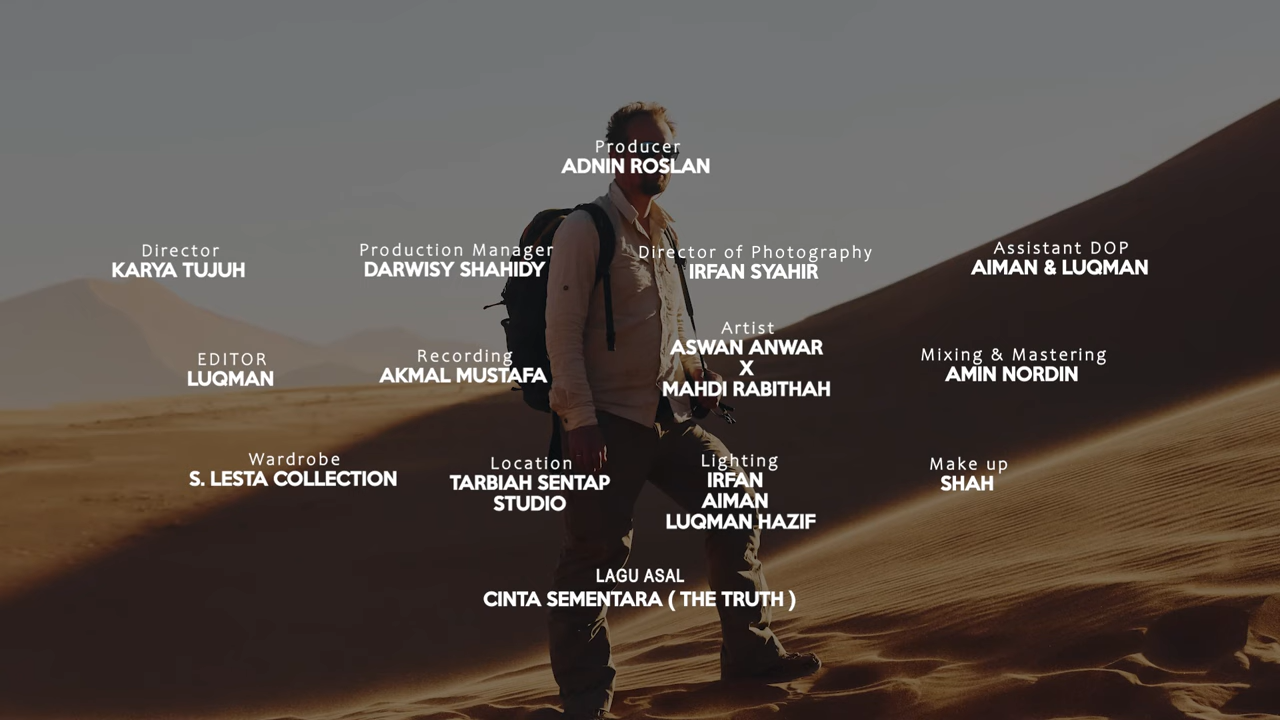 Producer
ADNIN ROSLAN
Director
KARYA TUJUH
Production Manager
DARWISY SHAHIDY
Director of Photography
IRFAN SYAHIR
Assistant DOP
AIMAN & LUQMAN
EDITOR
LUQMAN
Recording
AKMAL MUSTAFA
Artist
ASWAN ANWAR
X
MAHDI RABITHAH
Mixing & Mastering
AMIN NORDIN
Wardrobe
S. LESTA COLLECTION
Location
TARBIAH SENTAP
STUDIO
Lighting
IRFAN
AIMAN
LUQMAN HAZIF
Make up
SHAH
LAGU ASAL
CINTA SEMENTARA ( THE TRUTH )